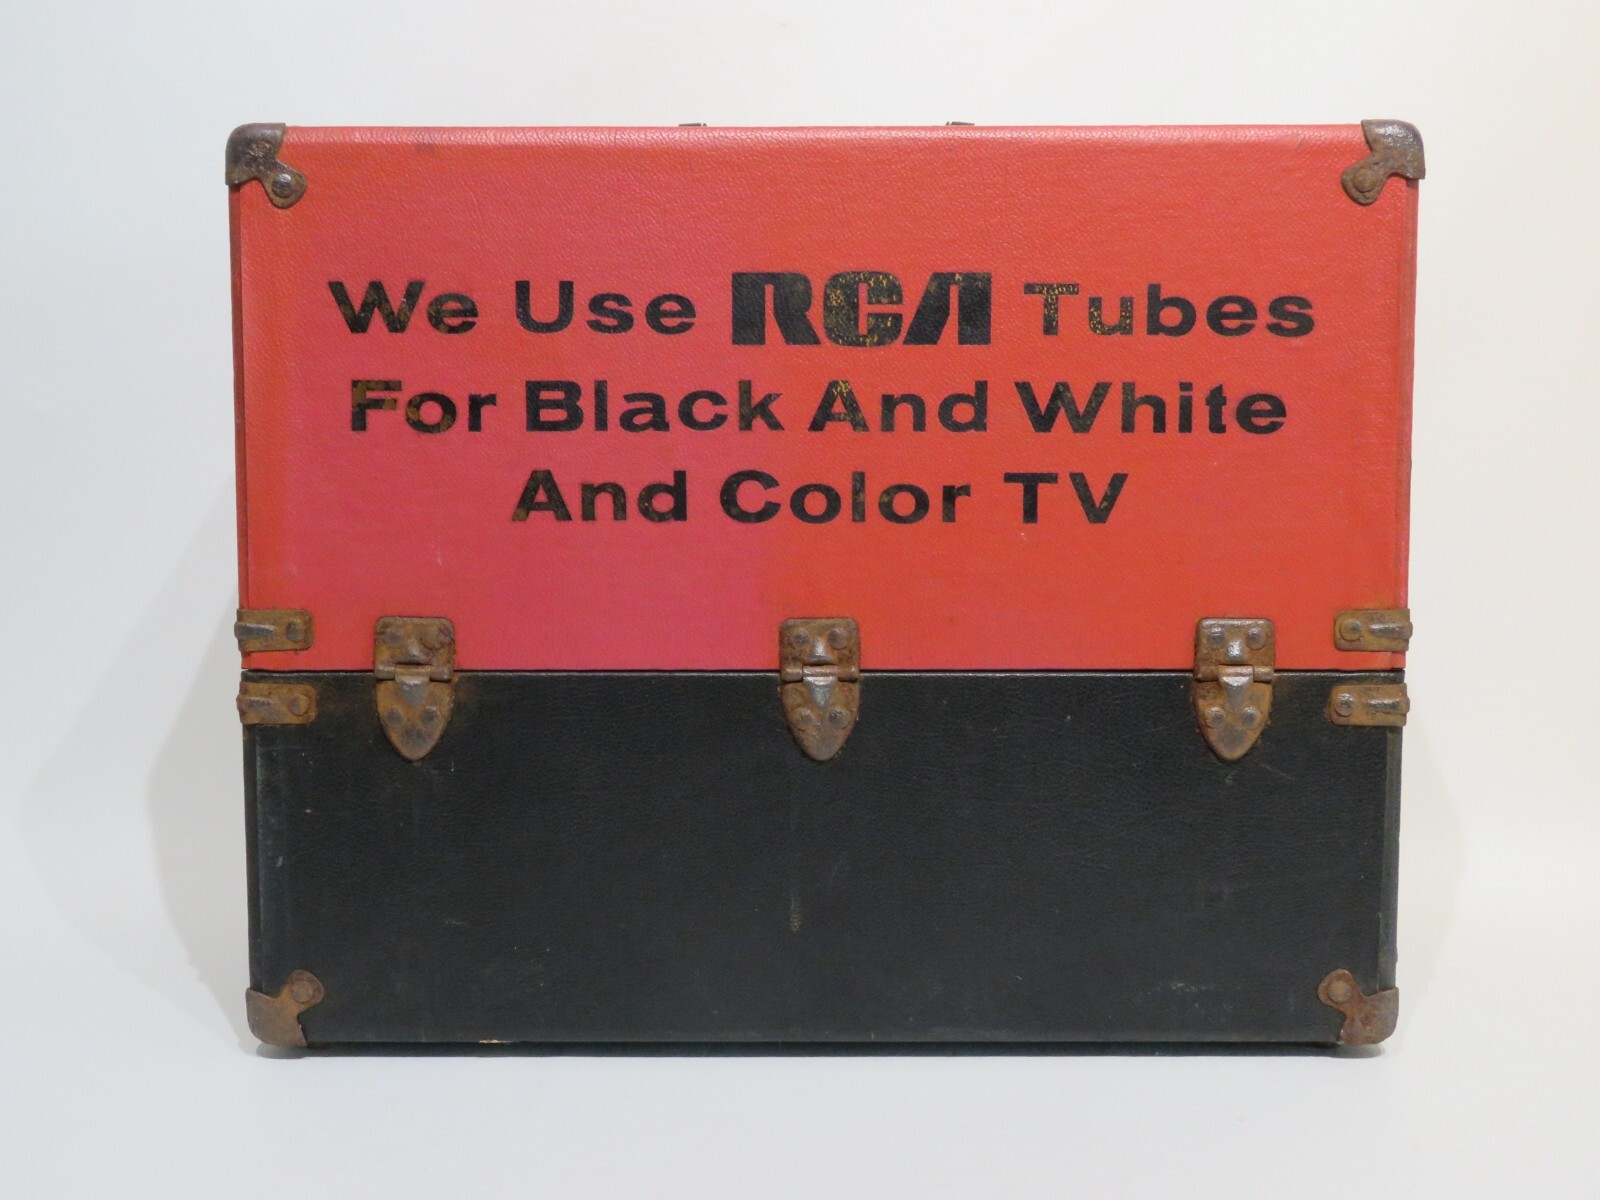 We Use RCA Tubes
For Black And White
And Color TV